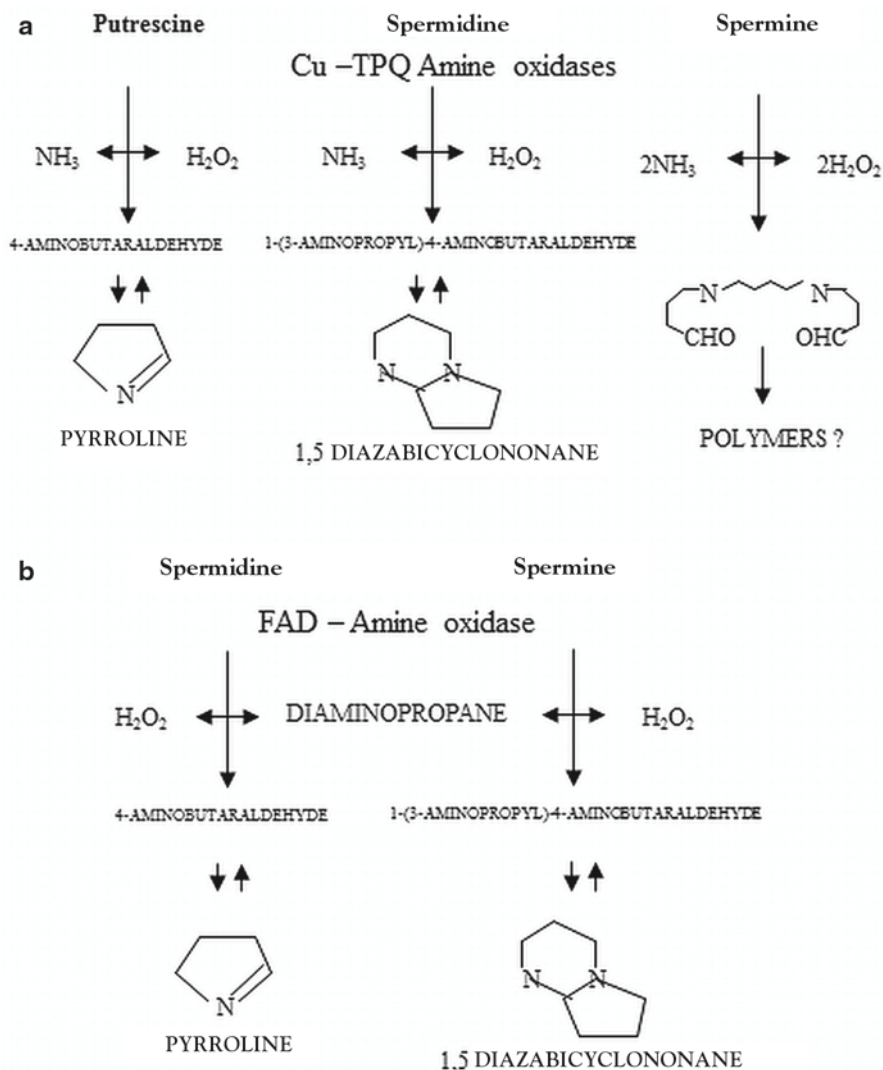 a
Putrescine Spermidine Spermine
Cu –TPQ Amine oxidases
NH3 H2O2 NH3 H2O2 2NH3 2H2O2
4-AMINOBUTARALDEHYDE 1-(3-AMINOPROPYL)4-AMINOBUTARALDEHYDE
N N N N N
CHO OHC
PYRROLINE 1,5 DIAZABICYCLONONANE POLYMERS ?
b
Spermidine Spermine
FAD – Amine oxidase
H2O2 DIAMINOPROPANE H2O2
4-AMINOBUTARALDEHYDE 1-(3-AMINOPROPYL)4-AMINOBUTARALDEHYDE
N N N
PYRROLINE 1,5 DIAZABICYCLONONANE